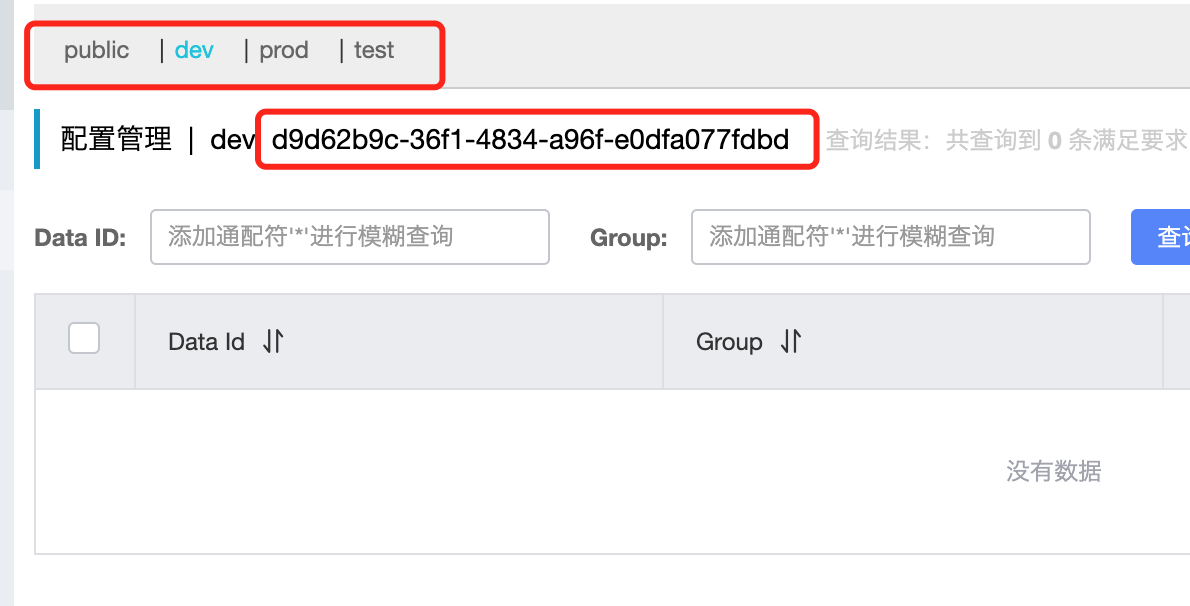 public | dev | prod | test
配置管理 | dev d9d62b9c-36f1-4834-a96f-e0dfa077fdbd 查询结果：共查询到 0 条满足要求
Data ID: 添加通配符'*'进行模糊查询 Group: 添加通配符'*'进行模糊查询 查
Data Id Group
没有数据